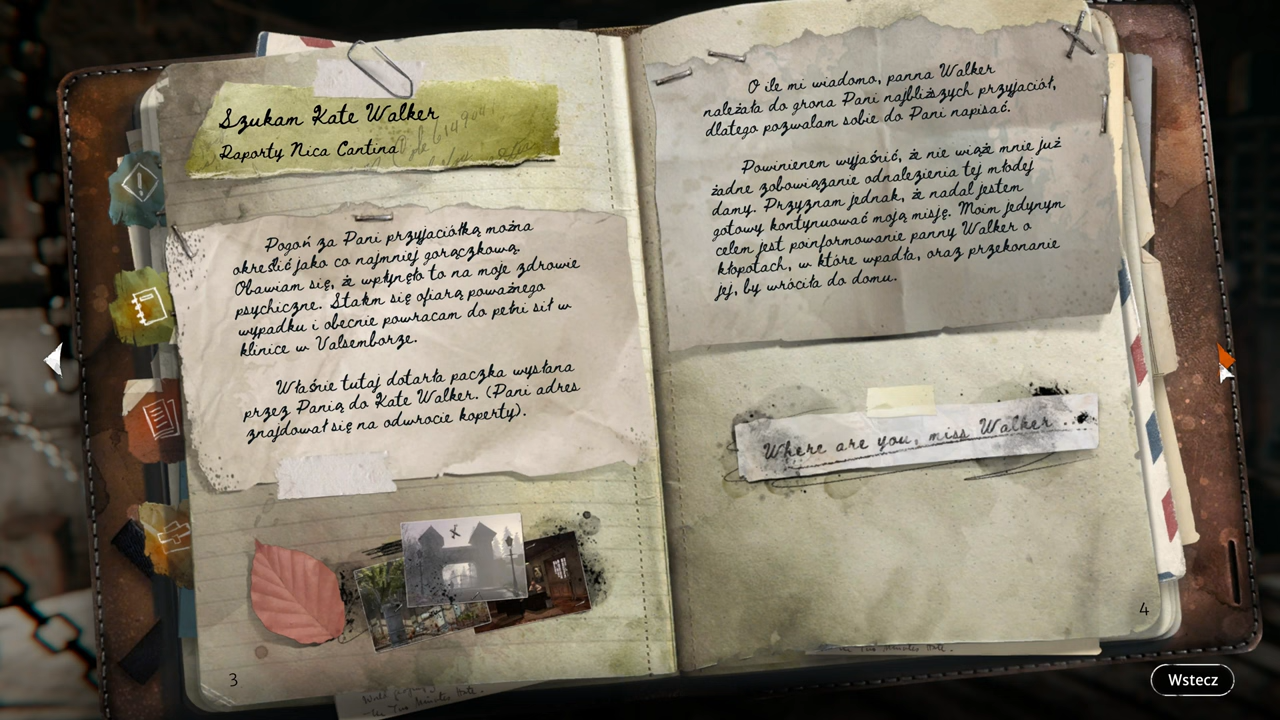 Szukam Kate Walker
Raporty Nica Cantina
Pogoń za Pani przyjaciółką można
określić jako co najmniej gorączkową.
Obawiam się, że wpłynęło to na moje zdrowie
psychiczne. Stałem się ofiarą poważnego
wypadku i obecnie powracam do pełni sił w
klinice w Valsemborze.
Właśnie tutaj dotarła paczka wysłana
przez Panią do Kate Walker. (Pani adres
znajdował się na odwrocie koperty).
3
O ile mi wiadomo, panna Walker
należała do grona Pani najbliższych przyjaciół,
dlatego pozwalam sobie do Pani napisać.
Powinienem wyjaśnić, że nie wiąże mnie już
żadne zobowiązanie odnalezienia tej młodej
damy. Przyznam jednak, że nadal jestem
gotowy kontynuować moją misję. Moim jedynym
celem jest poinformowanie panny Walker o
kłopotach, w które wpadła, oraz przekonanie
jej, by wróciła do domu.
Where are you, miss Walker ...
4
Wstecz